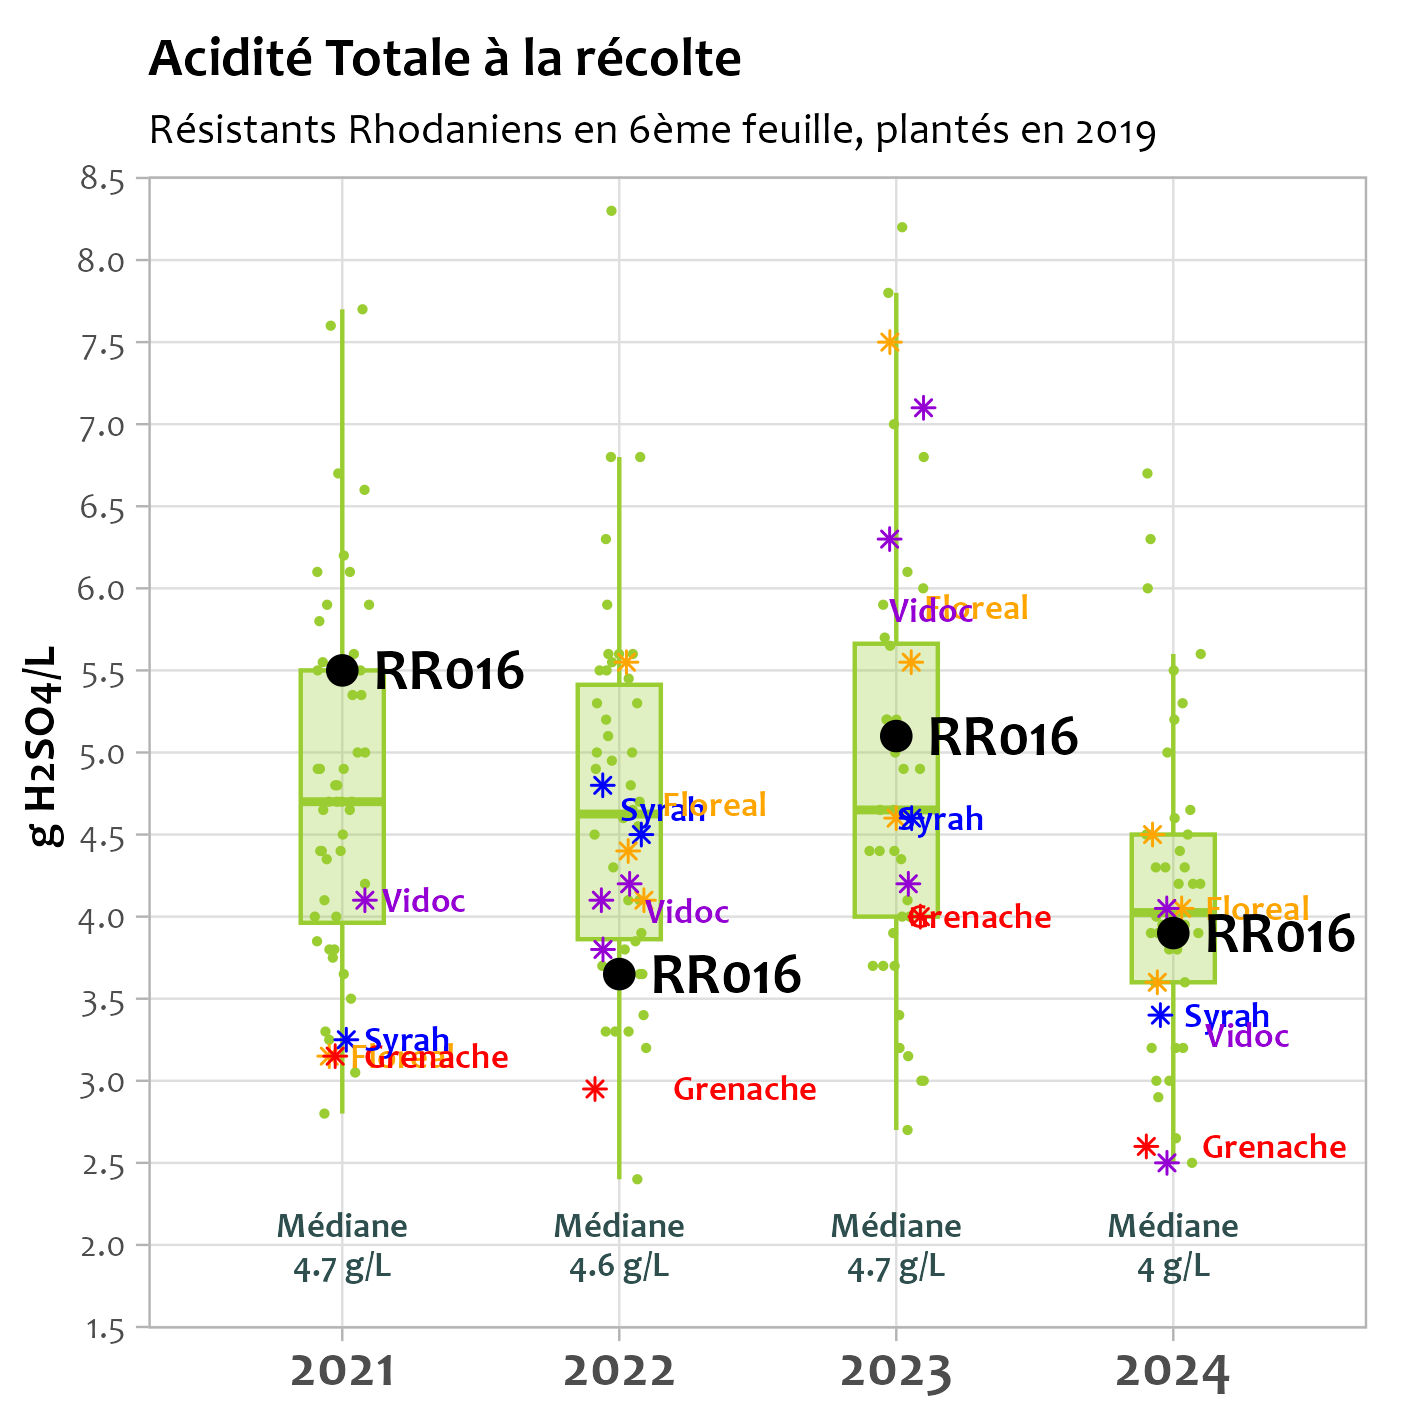 Acidité Totale à la récolte
Résistants Rhodaniens en 6ème feuille, plantés en 2019
g H2SO4/L
8.5
8.0
7.5
7.0
6.5
6.0
5.5
5.0
4.5
4.0
3.5
3.0
2.5
2.0
1.5
RR016
Vidoc
Syrah
Floreal
Grenache
Médiane
4.7 g/L
2021
Syrah
Floreal
Vidoc
RR016
Grenache
Médiane
4.6 g/L
2022
Vidoc
Floreal
RR016
Syrah
Grenache
Médiane
4.7 g/L
2023
Floreal
RR016
Syrah
Vidoc
Grenache
Médiane
4 g/L
2024